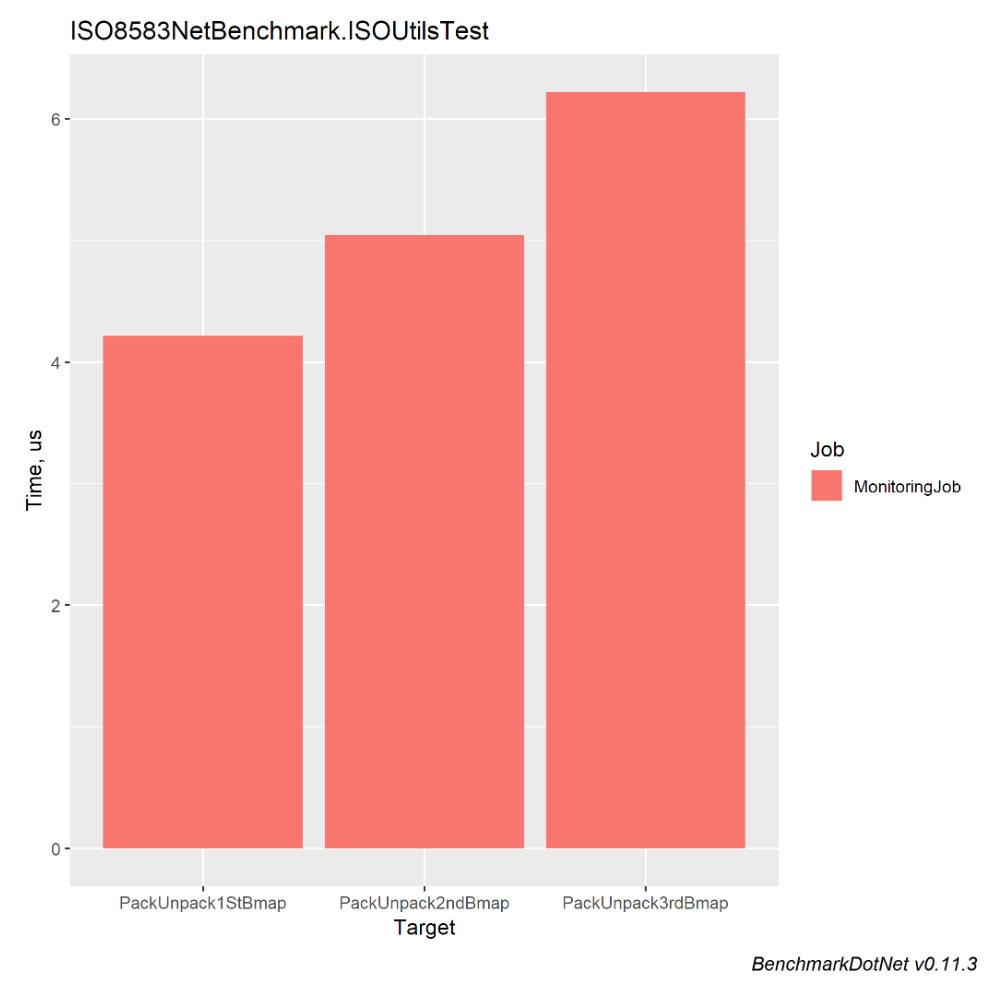 ISO8583NetBenchmark.ISOUtilsTest
6
4
2
0
Time, us
PackUnpack1StBmap PackUnpack2ndBmap PackUnpack3rdBmap
Target
Job
MonitoringJob
BenchmarkDotNet v0.11.3